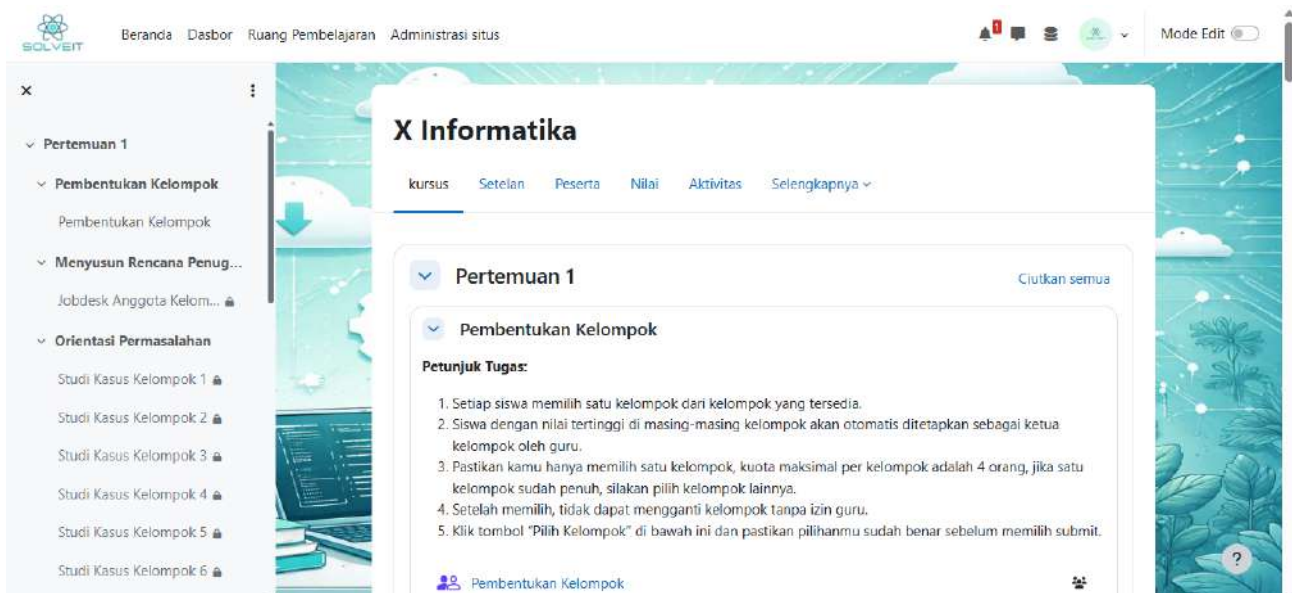 SOLVEIT
Beranda Dasbor Ruang Pembelajaran Administrasi situs
1
Mode Edit
Pertemuan 1
Pembentukan Kelompok
Pembentukan Kelompok
Menyusun Rencana Penug...
Jobdesk Anggota Kelom...
Orientasi Permasalahan
Studi Kasus Kelompok 1
Studi Kasus Kelompok 2
Studi Kasus Kelompok 3
Studi Kasus Kelompok 4
Studi Kasus Kelompok 5
Studi Kasus Kelompok 6
X Informatika
kursus Setelan Peserta Nilai Aktivitas Selengkapnya
Pertemuan 1
Ciutkan semua
Pembentukan Kelompok
Petunjuk Tugas:
1. Setiap siswa memilih satu kelompok dari kelompok yang tersedia.
2. Siswa dengan nilai tertinggi di masing-masing kelompok akan otomatis ditetapkan sebagai ketua
kelompok oleh guru.
3. Pastikan kamu hanya memilih satu kelompok, kuota maksimal per kelompok adalah 4 orang, jika satu
kelompok sudah penuh, silakan pilih kelompok lainnya.
4. Setelah memilih, tidak dapat mengganti kelompok tanpa izin guru.
5. Klik tombol "Pilih Kelompok" di bawah ini dan pastikan pilihanmu sudah benar sebelum memilih submit.
Pembentukan Kelompok
?